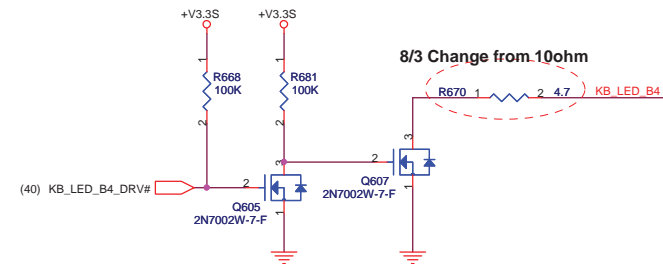 +V3.3S
+V3.3S
8/3 Change from 10ohm
1
R668
100K
2
1
R681
100K
2
R670
1
2
4.7
KB_LED_B4
(40)
KB_LED_B4_DRV#
2
3
1
Q605
2N7002W-7-F
2
3
1
Q607
2N7002W-7-F